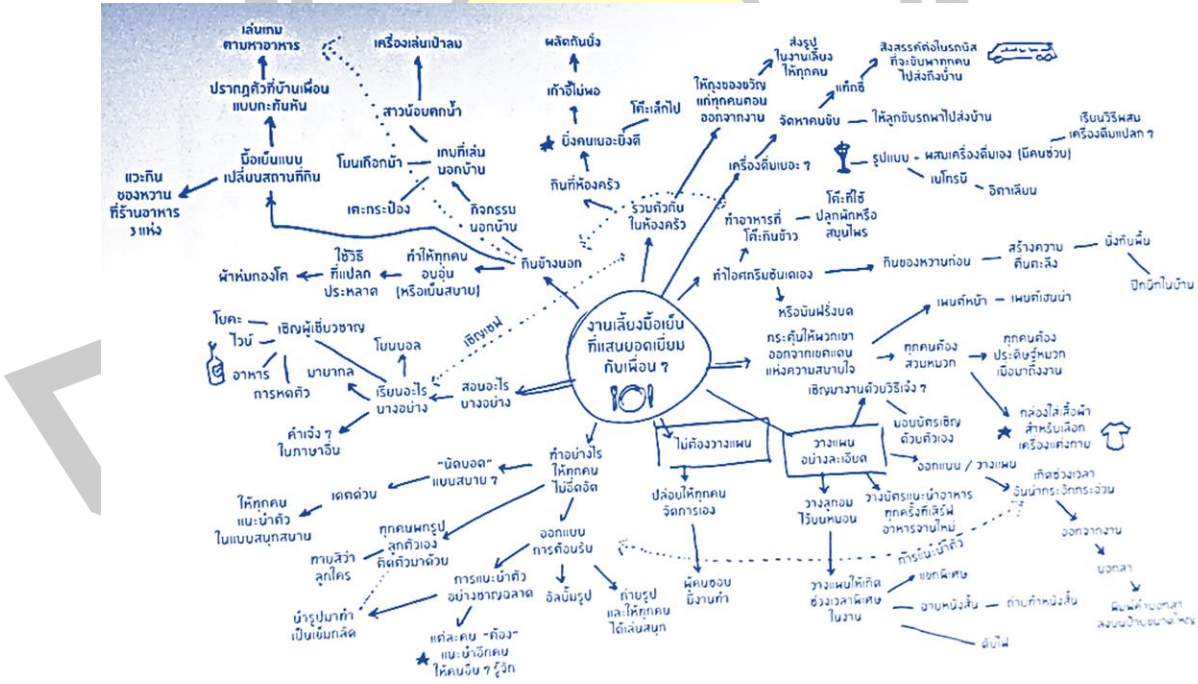 เล่นเกม
ตามหาอาหาร
ปรากฏตัวที่บ้านเพื่อน
แบบกะทันหัน
มื้อเย็นแบบ
เปลี่ยนสถานที่กิน
แวะกิน
ของหวาน
ที่ร้านอาหาร
3 แห่ง
เครื่องเล่นเป่าลม
สาวน้อยตกน้ำ
เกมที่เล่น
นอกบ้าน
โยนเกือกม้า
เตะกระป๋อง
กิจกรรม
นอกบ้าน
กินข้างนอก
ทำให้ทุกคน
อบอุ่น
(หรือเย็นสบาย)
ใช้วิธี
ที่แปลก
ประหลาด
ผ้าห่มกองโต
ผลัดกันนั่ง
เก้าอี้ไม่พอ
โต๊ะเล็กไป
ยิ่งคนเยอะยิ่งดี
กินที่ห้องครัว
รวมตัวกัน
ในห้องครัว
ส่งรูป
ในงานเลี้ยง
ให้ทุกคน
ให้ถุงของขวัญ
แก่ทุกคนตอน
ออกจากงาน
สังสรรค์ต่อในรถบัส
ที่จะขับพาทุกคน
ไปส่งถึงบ้าน
แท็กซี่
จัดหาคนขับ
ให้ลูกขับรถพาไปส่งบ้าน
เครื่องดื่มเยอะ ๆ
รูปแบบ
ผสมเครื่องดื่มเอง (มีคนช่วย)
เรียนวิธีผสม
เครื่องดื่มแปลก ๆ
เนโกรนี
อิตาเลียน
ทำอาหารที่
โต๊ะกินข้าว
โต๊ะที่ใช้
ปลูกผักหรือ
สมุนไพร
ทำไอศกรีมซันเดเอง
หรือมันฝรั่งบด
กินของหวานก่อน
สร้างความ
ตื่นตะลึง
นั่งกับพื้น
ปิกนิกในบ้าน
งานเลี้ยงมื้อเย็น
ที่แสนยอดเยี่ยม
กับเพื่อน ๆ
เชิญเชฟ
โยคะ
ไวน์
อาหาร
การหดตัว
เชิญผู้เชี่ยวชาญ
มายากล
โยนบอล
เรียนอะไร
บางอย่าง
สอนอะไร
บางอย่าง
คำเจ๋ง ๆ
ในภาษาอื่น
กระตุ้นให้พวกเขา
ออกจากเขตแดน
แห่งความสบายใจ
เพนต์หน้า
เพนต์เฮนน่า
ทุกคนต้อง
สวมหมวก
ทุกคนต้อง
ประดิษฐ์หมวก
เมื่อมาถึงงาน
กล่องใส่เสื้อผ้า
สำหรับเลือก
เครื่องแต่งกาย
เชิญมางานด้วยวิธีเจ๋ง ๆ
มอบบัตรเชิญ
ด้วยตัวเอง
ไม่ต้องวางแผน
วางแผน
อย่างละเอียด
ออกแบบ / วางแผน
เกิดช่วงเวลา
อันน่ากระอักกระอ่วน
ออกจากงาน
บอกลา
พิมพ์คำบอกลา
ลงบนป้ายขนาดใหญ่
ปล่อยให้ทุกคน
จัดการเอง
ผู้คนชอบ
มีงานทำ
วางลูกอม
ไว้บนหมอน
วางบัตรแนะนำอาหาร
ทุกครั้งที่เสิร์ฟ
อาหารจานใหม่
การแนะนำตัว
วางแผนให้เกิด
ช่วงเวลาพิเศษ
ในงาน
แขกพิเศษ
ฉายหนังสั้น
ถ่ายทำหนังสั้น
ดับไฟ
ทำอย่างไร
ให้ทุกคน
ไม่อึดอัด
"นัดบอด"
แบบสบาย ๆ
เดตด่วน
ให้ทุกคน
แนะนำตัว
ในแบบสนุกสนาน
ทุกคนพกรูป
ลูกตัวเอง
ติดตัวมาด้วย
ทายสิว่า
ลูกใคร
นำรูปมาทำ
เป็นเข็มกลัด
ออกแบบ
การต้อนรับ
การแนะนำตัว
อย่างชาญฉลาด
อัลบั้มรูป
ถ่ายรูป
และให้ทุกคน
ได้เล่นสนุก
แต่ละคน "ต้อง"
แนะนำอีกคน
ให้คนอื่น ๆ รู้จัก